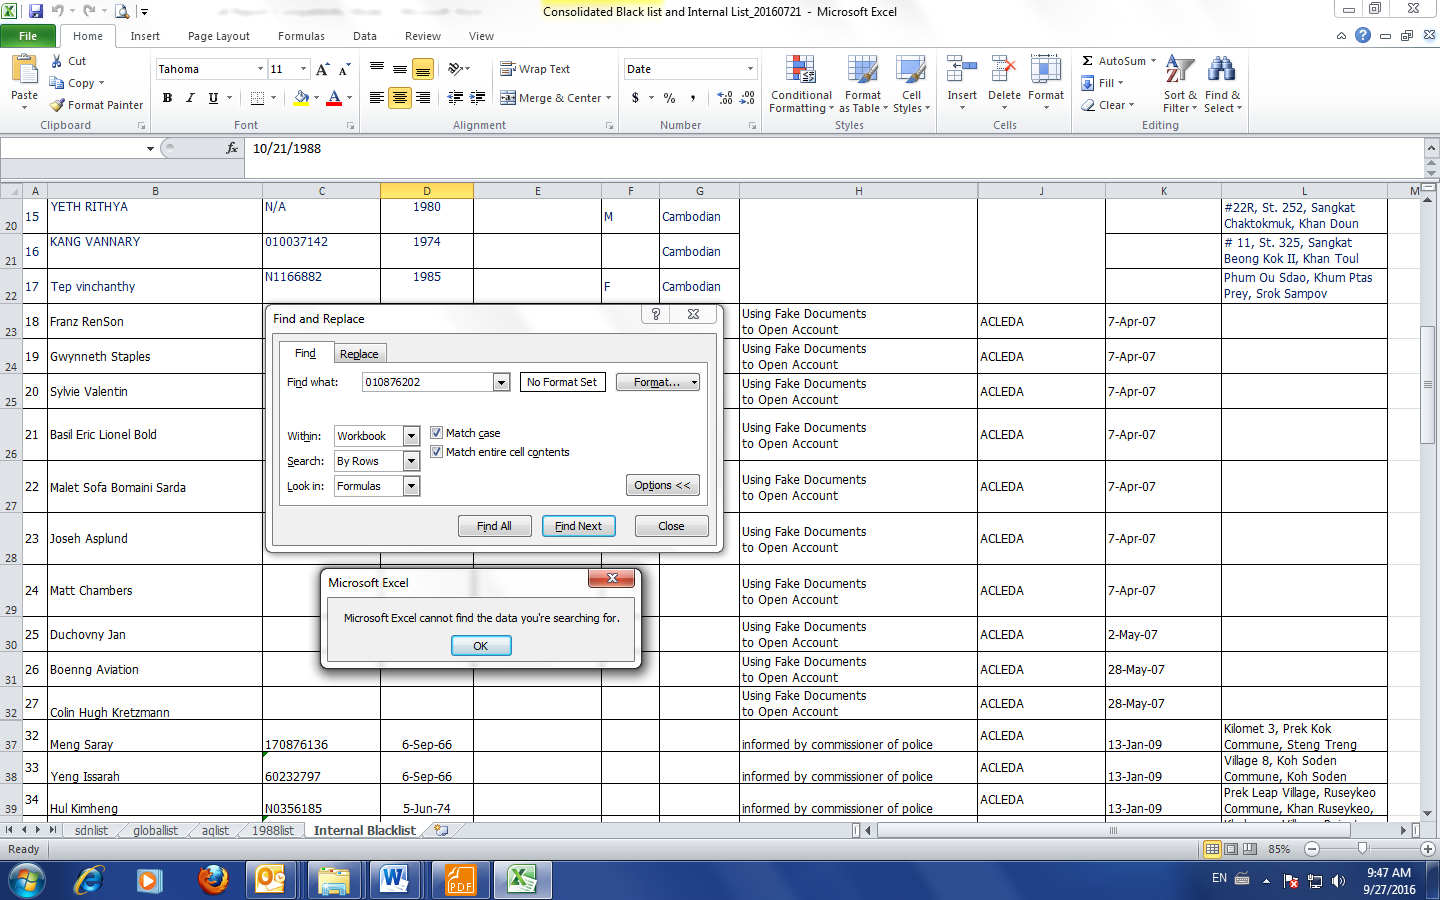 Consolidated Black list and Internal List_20160721 - Microsoft Excel
File Home Insert Page Layout Formulas Data Review View
Cut
Copy
Format Painter
Paste
Clipboard
Tahoma 11
B I U
Font
Wrap Text
Merge & Center
Alignment
Date
$ % ,
Number
Conditional Formatting
Format as Table
Cell Styles
Styles
Insert Delete Format
Cells
AutoSum
Fill
Clear
Sort & Filter
Find & Select
Editing
fx 10/21/1988
A B C D E F G H J K L M
20 15 YETH RITHYA N/A 1980 M Cambodian #22R, St. 252, Sangkat
Chaktokmuk, Khan Doun
21 16 KANG VANNARY 010037142 1974 Cambodian # 11, St. 325, Sangkat
Beong Kok II, Khan Toul
22 17 Tep vinchanthy N1166882 1985 F Cambodian Phum Ou Sdao, Khum Ptas
Prey, Srok Sampov
23 18 Franz RenSon Using Fake Documents
to Open Account ACLEDA 7-Apr-07
24 19 Gwynneth Staples Using Fake Documents
to Open Account ACLEDA 7-Apr-07
25 20 Sylvie Valentin Using Fake Documents
to Open Account ACLEDA 7-Apr-07
26 21 Basil Eric Lionel Bold Using Fake Documents
to Open Account ACLEDA 7-Apr-07
27 22 Malet Sofa Bomaini Sarda Using Fake Documents
to Open Account ACLEDA 7-Apr-07
28 23 Joseh Asplund Using Fake Documents
to Open Account ACLEDA 7-Apr-07
29 24 Matt Chambers Using Fake Documents
to Open Account ACLEDA 7-Apr-07
30 25 Duchovny Jan Using Fake Documents
to Open Account ACLEDA 2-May-07
31 26 Boenng Aviation Using Fake Documents
to Open Account ACLEDA 28-May-07
32 27 Colin Hugh Kretzmann Using Fake Documents
to Open Account ACLEDA 28-May-07
37 32 Meng Saray 170876136 6-Sep-66 informed by commissioner of police ACLEDA 13-Jan-09 Kilomet 3, Prek Kok
Commune, Steng Treng
38 33 Yeng Issarah 60232797 6-Sep-66 informed by commissioner of police ACLEDA 13-Jan-09 Village 8, Koh Soden
Commune, Koh Soden
39 34 Hul Kimheng N0356185 5-Jun-74 informed by commissioner of police ACLEDA 13-Jan-09 Prek Leap Village, Ruseykeo
Commune, Khan Ruseykeo,
Find and Replace
Find Replace
Find what: 010876202 No Format Set Format...
Within: Workbook Match case
Match entire cell contents
Search: By Rows
Look in: Formulas
Options <<
Find All Find Next Close
Microsoft Excel
Microsoft Excel cannot find the data you're searching for.
OK
sdnlist globallist aqlist 1988list Internal Blacklist
Ready 85%
W PDF
EN 9:47 AM
9/27/2016